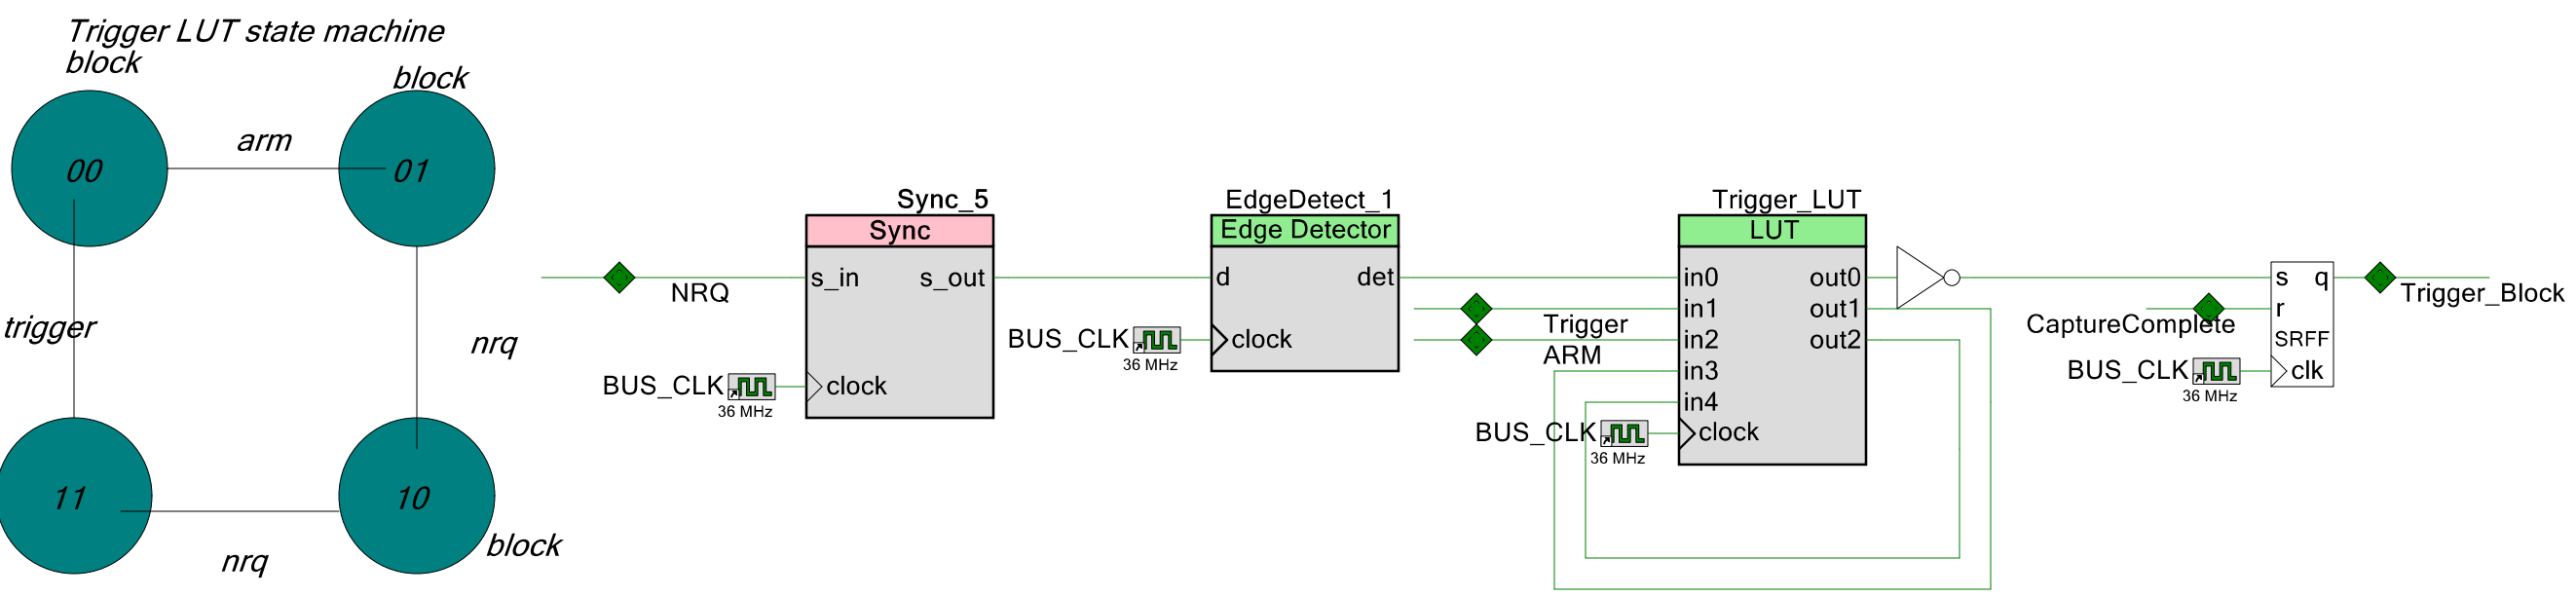 Trigger LUT state machine
block
block
arm
00
01
trigger
nrq
11
10
nrq
block
NRQ
Sync_5
Sync
s_in
s_out
BUS_CLK
36 MHz
clock
EdgeDetect_1
Edge Detector
d
det
BUS_CLK
36 MHz
clock
Trigger
ARM
Trigger_LUT
LUT
in0
out0
in1
out1
in2
out2
in3
in4
BUS_CLK
36 MHz
clock
CaptureComplete
s q
r
SRFF
BUS_CLK
36 MHz
clk
Trigger_Block